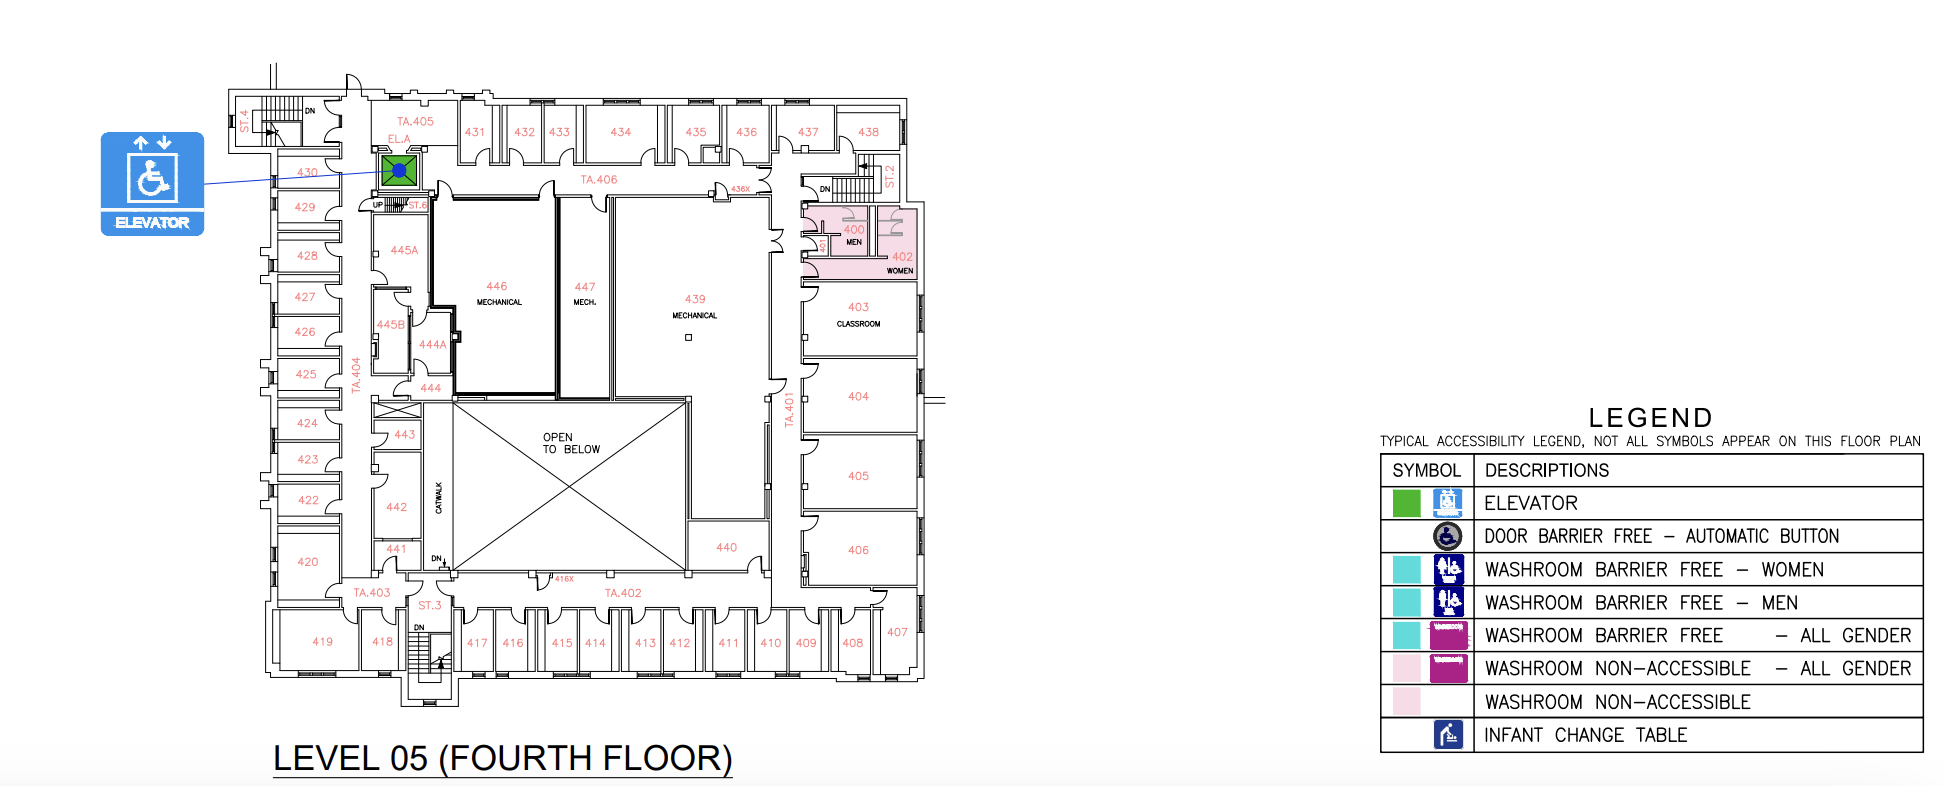 ST.4
DN
TA.405
EL.A
431
432
433
434
435
436
437
438
ELEVATOR
430
TA.406
436X
DN
ST.2
UP
ST.6
429
445A
428
400
MEN
401
402
WOMEN
446
MECHANICAL
447
MECH.
439
MECHANICAL
427
403
CLASSROOM
426
445B
444A
425
TA.404
444
404
TA.401
424
443
OPEN
TO BELOW
423
405
422
442
CATWALK
441
440
406
420
DN
416X
TA.403
ST.3
TA.402
DN
419
418
417
416
415
414
413
412
411
410
409
408
407
LEVEL 05 (FOURTH FLOOR)
LEGEND
TYPICAL ACCESSIBILITY LEGEND, NOT ALL SYMBOLS APPEAR ON THIS FLOOR PLAN
SYMBOL DESCRIPTIONS
ELEVATOR
DOOR BARRIER FREE – AUTOMATIC BUTTON
WASHROOM BARRIER FREE – WOMEN
WASHROOM BARRIER FREE – MEN
WASHROOM BARRIER FREE – ALL GENDER
WASHROOM NON–ACCESSIBLE – ALL GENDER
WASHROOM NON–ACCESSIBLE
INFANT CHANGE TABLE